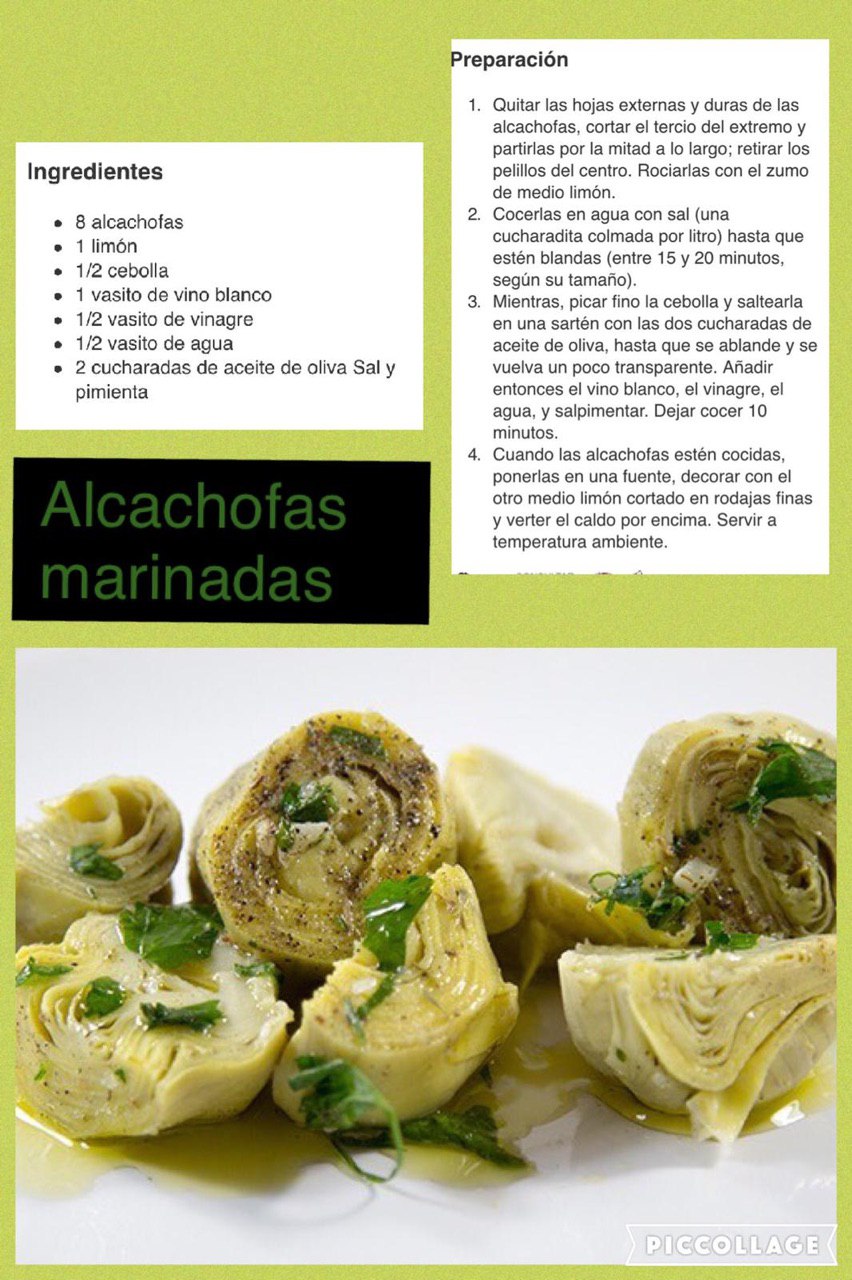 Ingredientes
• 8 alcachofas
• 1 limón
• 1/2 cebolla
• 1 vasito de vino blanco
• 1/2 vasito de vinagre
• 1/2 vasito de agua
• 2 cucharadas de aceite de oliva Sal y
pimienta
Alcachofas
marinadas
Preparación
1. Quitar las hojas externas y duras de las
alcachofas, cortar el tercio del extremo y
partirlas por la mitad a lo largo; retirar los
pelillos del centro. Rociarlas con el zumo
de medio limón.
2. Cocerlas en agua con sal (una
cucharadita colmada por litro) hasta que
estén blandas (entre 15 y 20 minutos,
según su tamaño).
3. Mientras, picar fino la cebolla y saltearla
en una sartén con las dos cucharadas de
aceite de oliva, hasta que se ablande y se
vuelva un poco transparente. Añadir
entonces el vino blanco, el vinagre, el
agua, y salpimentar. Dejar cocer 10
minutos.
4. Cuando las alcachofas estén cocidas,
ponerlas en una fuente, decorar con el
otro medio limón cortado en rodajas finas
y verter el caldo por encima. Servir a
temperatura ambiente.
PICCOLLAGE